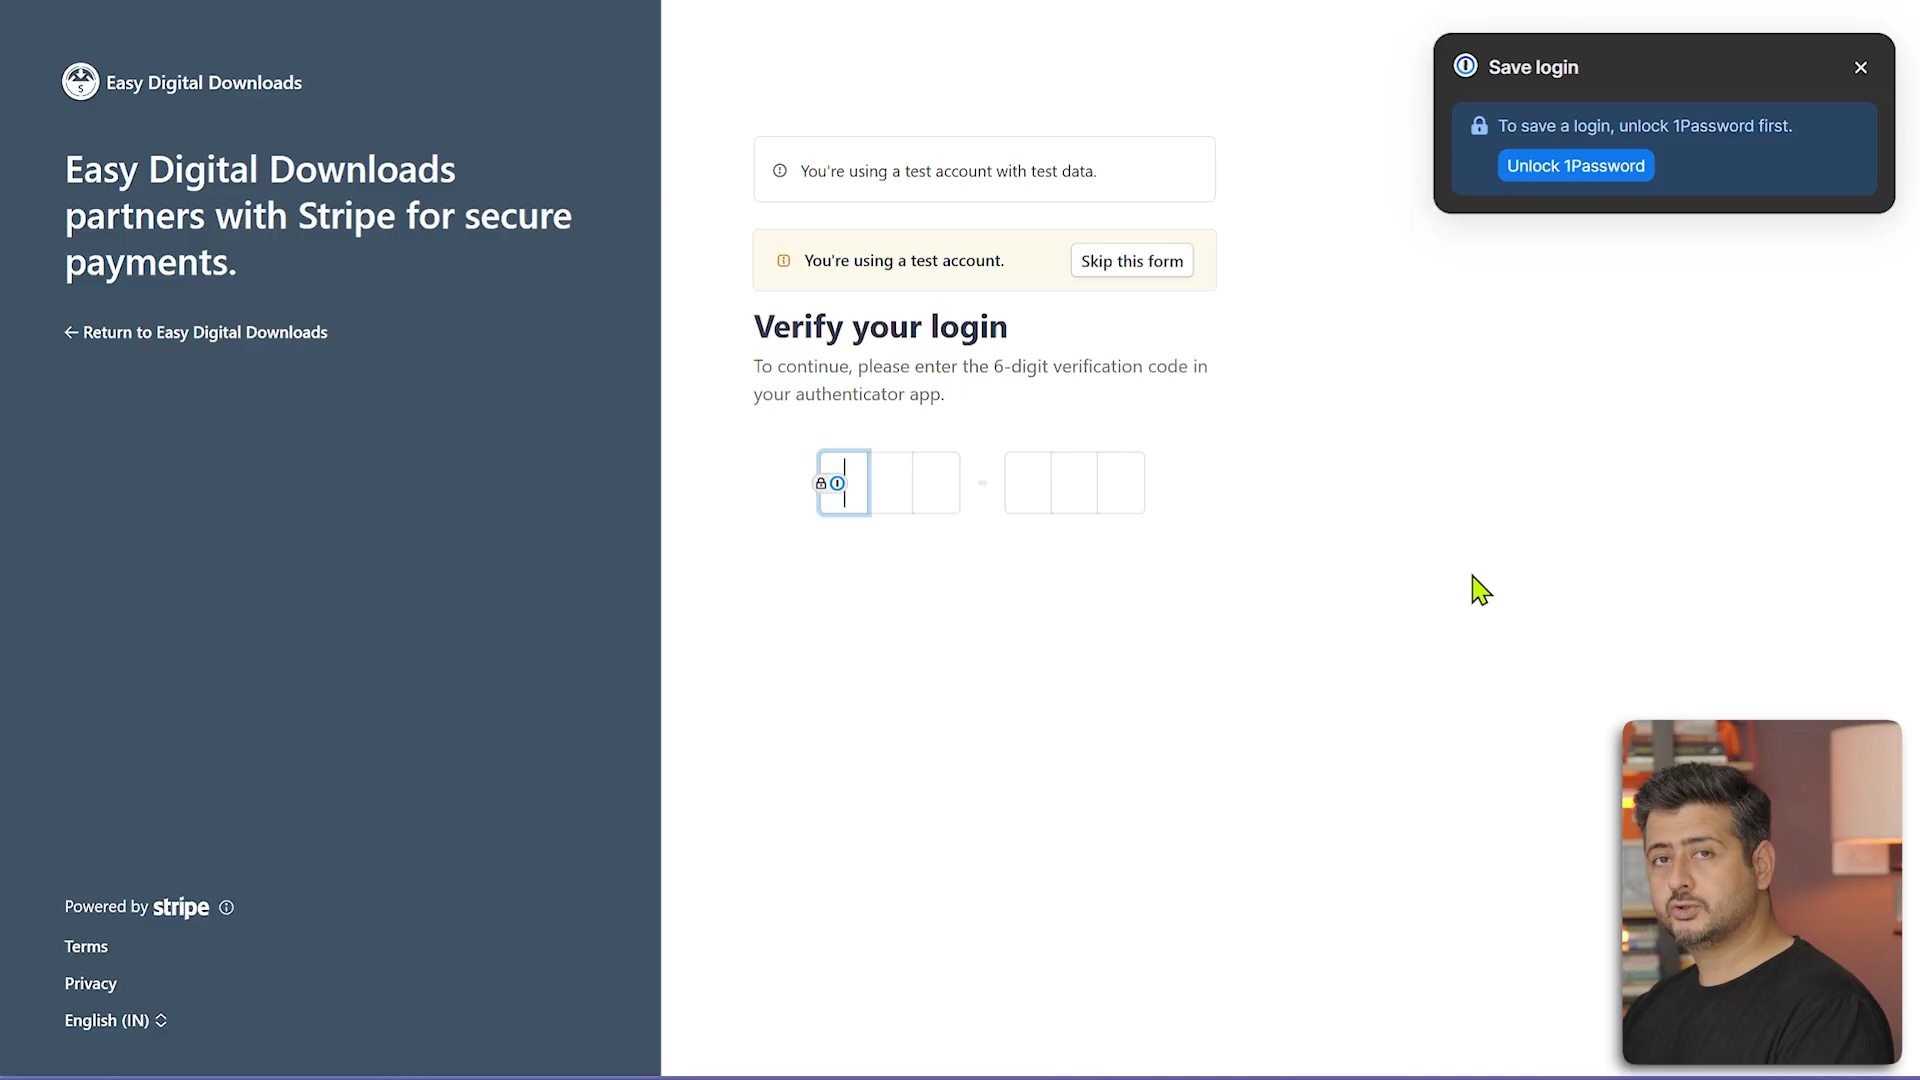 Easy Digital Downloads
Easy Digital Downloads
partners with Stripe for secure
payments.
← Return to Easy Digital Downloads
Powered by stripe
Terms
Privacy
English (IN)
You're using a test account with test data.
You're using a test account.
Skip this form
Verify your login
To continue, please enter the 6-digit verification code in
your authenticator app.
Save login
To save a login, unlock 1Password first.
Unlock 1Password